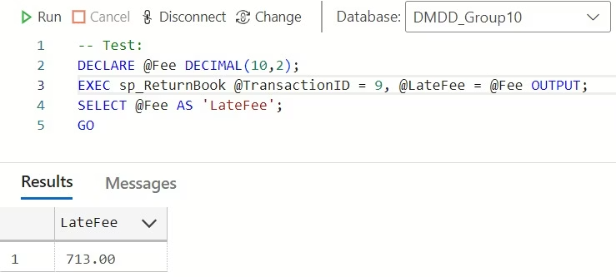 Run Cancel Disconnect Change Database: DMDD_Group10
1 -- Test:
2 DECLARE @Fee DECIMAL(10,2);
3 EXEC sp_ReturnBook @TransactionID = 9, @LateFee = @Fee OUTPUT;
4 SELECT @Fee AS 'LateFee';
5 GO
Results Messages
LateFee
1 713.00